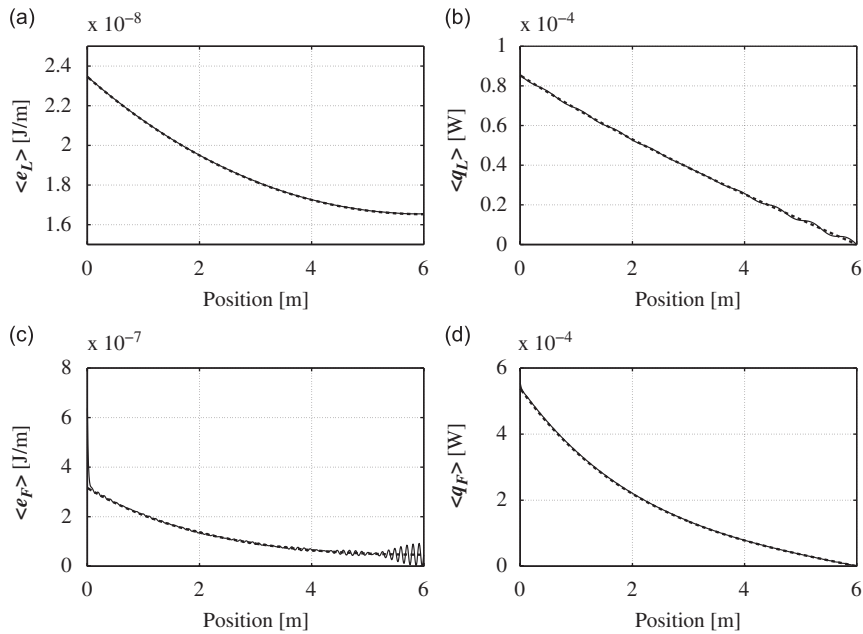 (a)
x 10⁻⁸
2.4
2.2
2
1.8
1.6
<e_L> [J/m]
0 2 4 6
Position [m]
(b)
x 10⁻⁴
1
0.8
0.6
0.4
0.2
0
<q_L> [W]
0 2 4 6
Position [m]
(c)
x 10⁻⁷
8
6
4
2
0
<e_F> [J/m]
0 2 4 6
Position [m]
(d)
x 10⁻⁴
6
4
2
0
<q_F> [W]
0 2 4 6
Position [m]